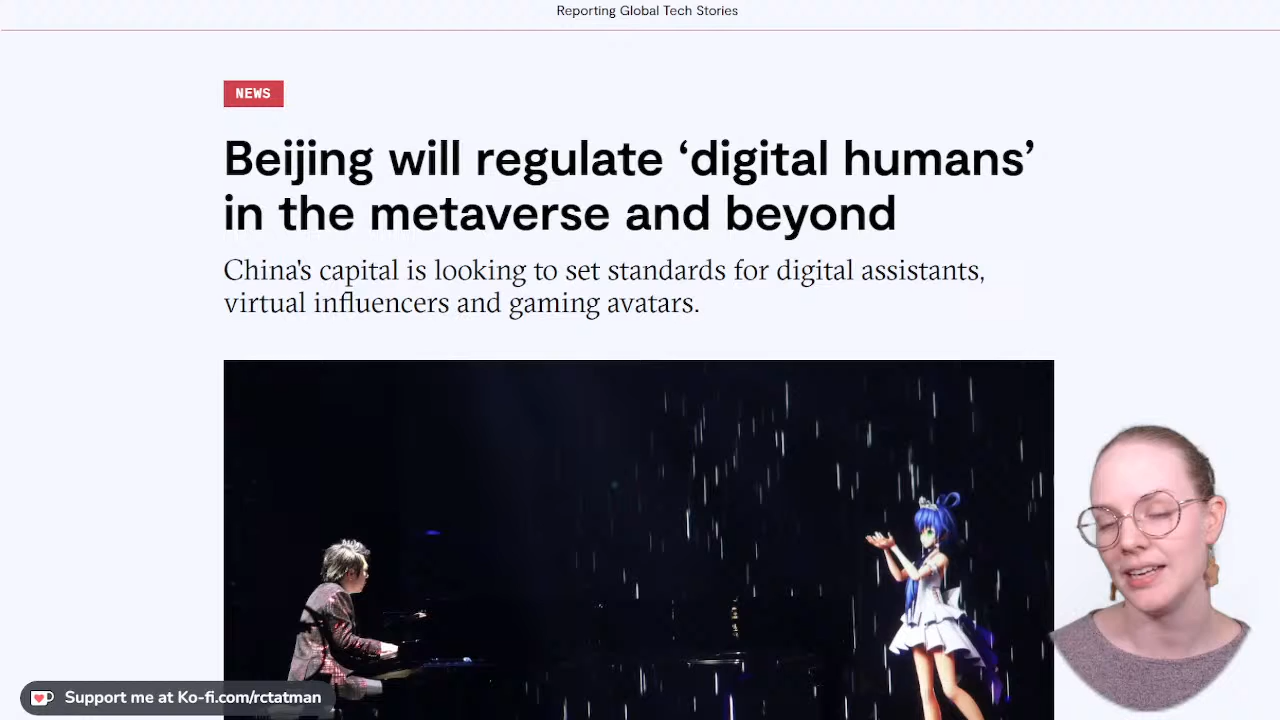 Reporting Global Tech Stories
NEWS
Beijing will regulate ‘digital humans’
in the metaverse and beyond
China's capital is looking to set standards for digital assistants,
virtual influencers and gaming avatars.
Support me at Ko-fi.com/rctatman